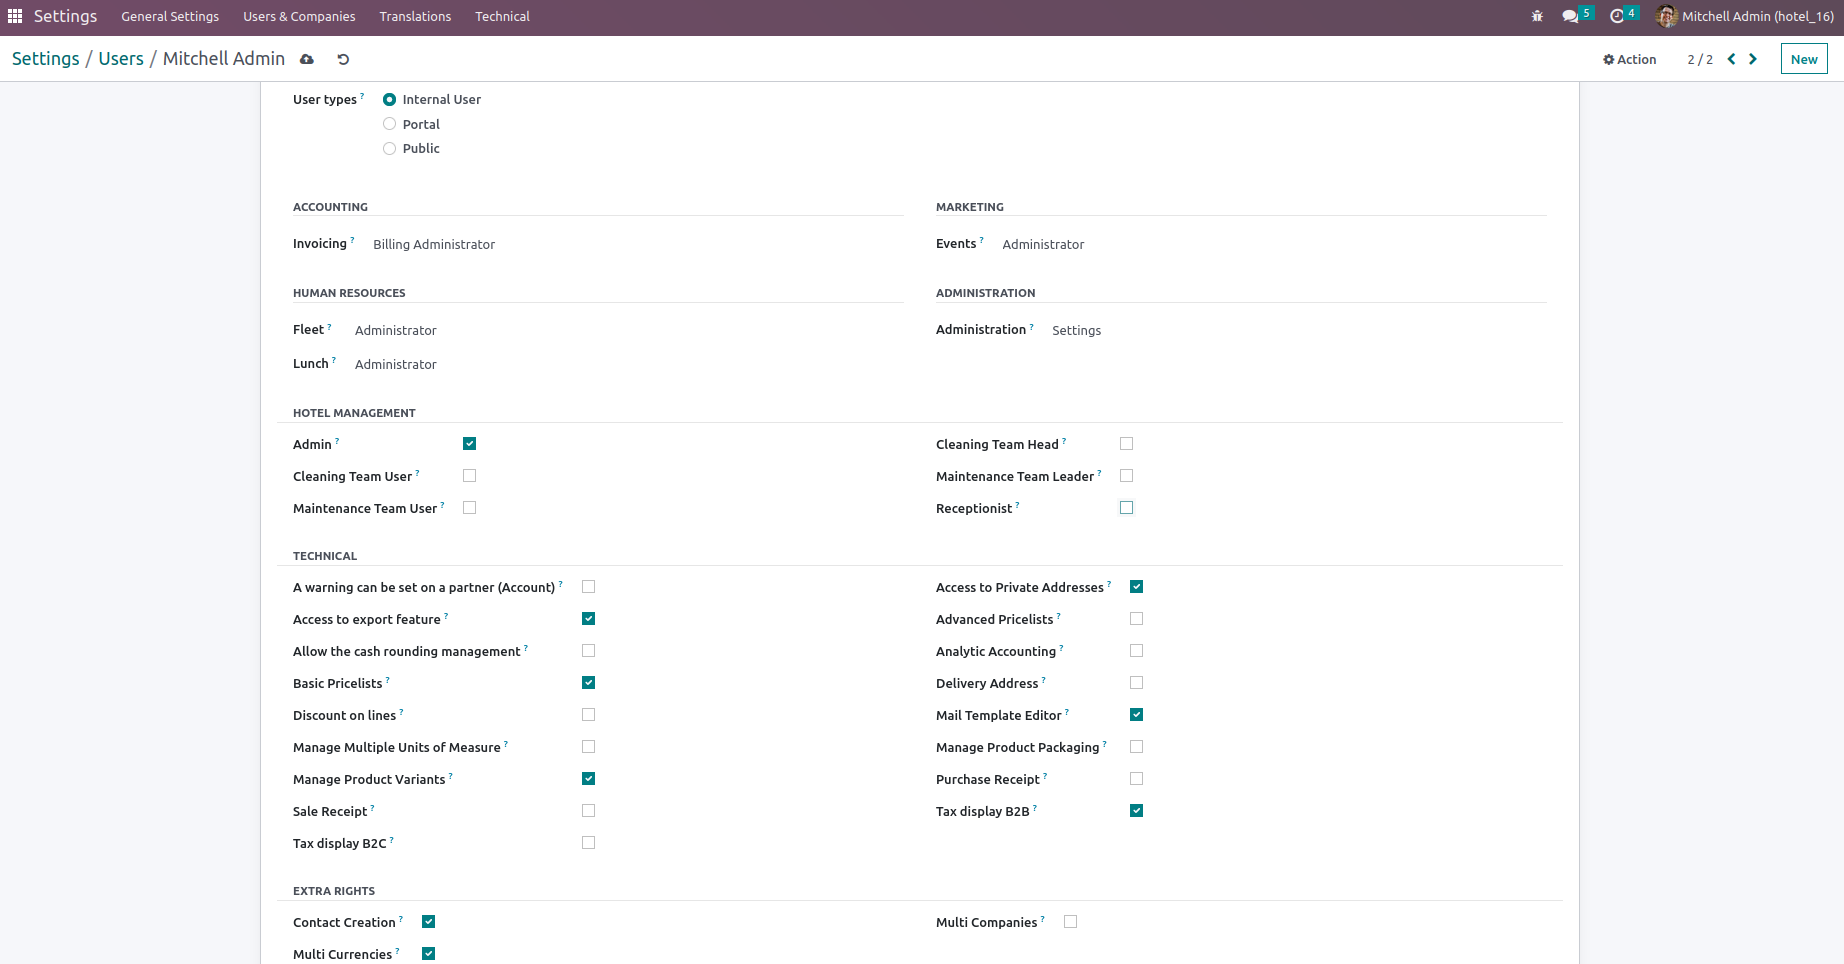 Settings General Settings Users & Companies Translations Technical 5 4 Mitchell Admin (hotel_16)
Settings / Users / Mitchell Admin Action 2 / 2 New
User types ? Internal User
Portal
Public
ACCOUNTING MARKETING
Invoicing ? Billing Administrator Events ? Administrator
HUMAN RESOURCES ADMINISTRATION
Fleet ? Administrator Administration ? Settings
Lunch ? Administrator
HOTEL MANAGEMENT
Admin ? Cleaning Team Head ?
Cleaning Team User ? Maintenance Team Leader ?
Maintenance Team User ? Receptionist ?
TECHNICAL
A warning can be set on a partner (Account) ? Access to Private Addresses ?
Access to export feature ? Advanced Pricelists ?
Allow the cash rounding management ? Analytic Accounting ?
Basic Pricelists ? Delivery Address ?
Discount on lines ? Mail Template Editor ?
Manage Multiple Units of Measure ? Manage Product Packaging ?
Manage Product Variants ? Purchase Receipt ?
Sale Receipt ? Tax display B2B ?
Tax display B2C ?
EXTRA RIGHTS
Contact Creation ? Multi Companies ?
Multi Currencies ?